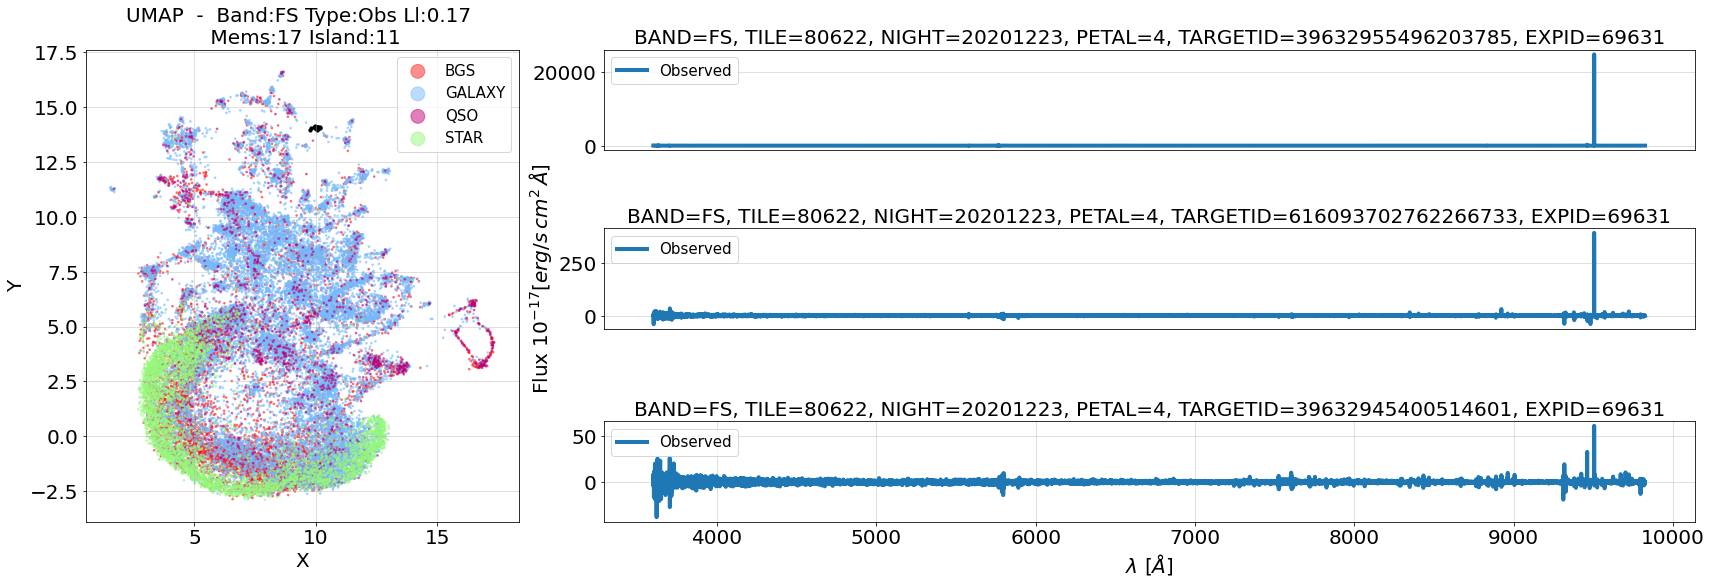 UMAP - Band:FS Type:Obs Ll:0.17
Mems:17 Island:11
17.5
15.0
12.5
10.0
7.5
5.0
2.5
0.0
−2.5
Y
5
10
15
X
BGS
GALAXY
QSO
STAR
BAND=FS, TILE=80622, NIGHT=20201223, PETAL=4, TARGETID=39632955496203785, EXPID=69631
20000
0
Observed
BAND=FS, TILE=80622, NIGHT=20201223, PETAL=4, TARGETID=616093702762266733, EXPID=69631
250
0
Observed
Flux 10⁻¹⁷[erg/s cm² Å]
BAND=FS, TILE=80622, NIGHT=20201223, PETAL=4, TARGETID=39632945400514601, EXPID=69631
50
0
Observed
4000
5000
6000
7000
8000
9000
10000
λ [Å]